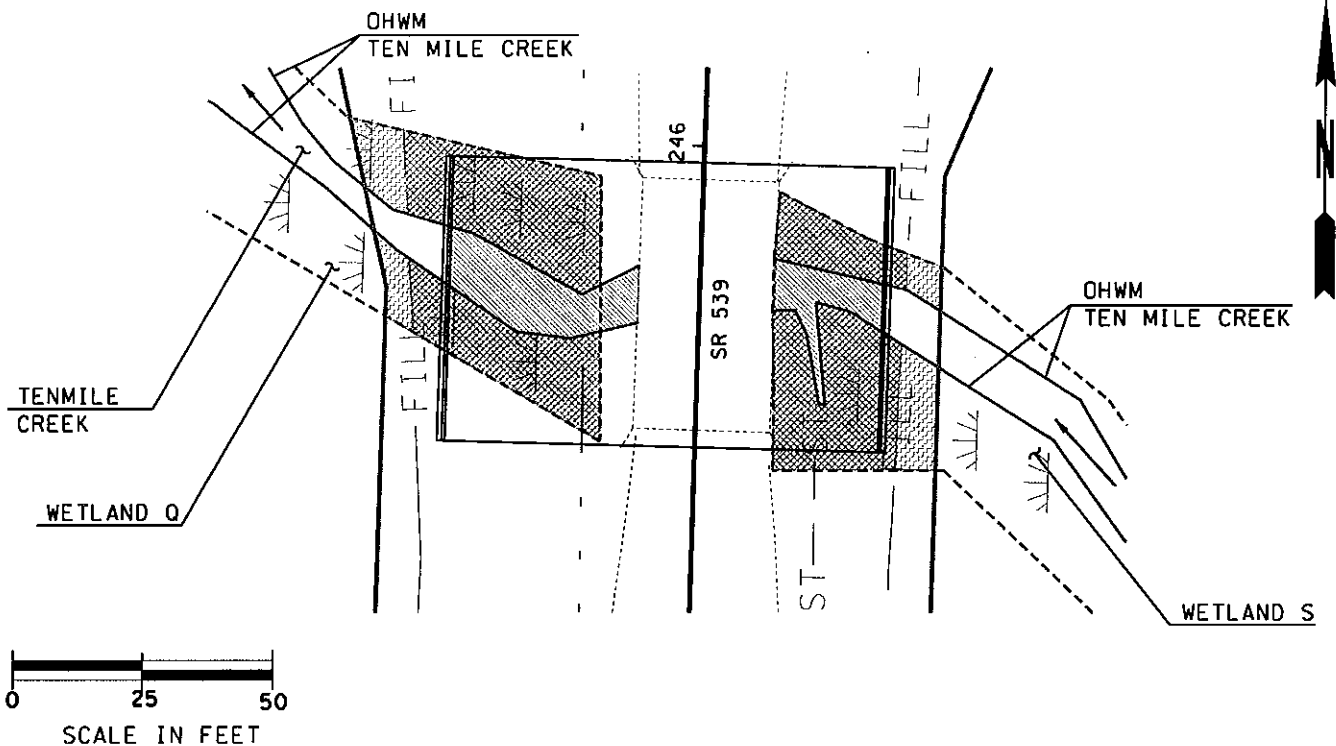 OHWM
TEN MILE CREEK
FI
FILL
N
246
SR 539
OHWM
TEN MILE CREEK
TENMILE
CREEK
FILL
WETLAND Q
ST
WETLAND S
0 25 50
SCALE IN FEET